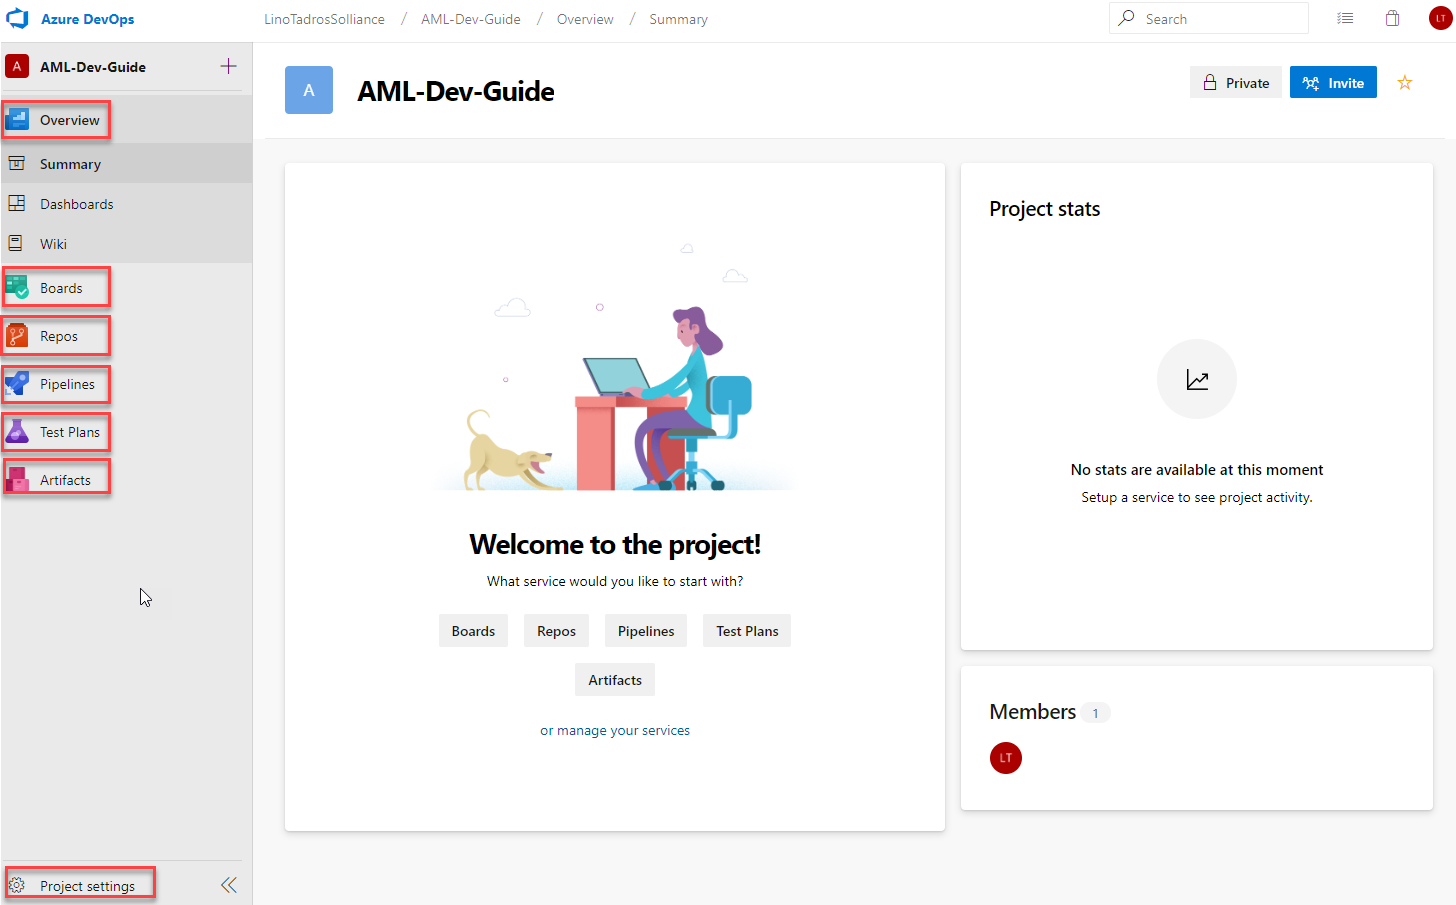 Azure DevOps
LinoTadrosSolliance / AML-Dev-Guide / Overview / Summary
Search
LT
A
AML-Dev-Guide
Overview
Summary
Dashboards
Wiki
Boards
Repos
Pipelines
Test Plans
Artifacts
Project settings
A
AML-Dev-Guide
Private
Invite
Welcome to the project!
What service would you like to start with?
Boards Repos Pipelines Test Plans
Artifacts
or manage your services
Project stats
No stats are available at this moment
Setup a service to see project activity.
Members 1
LT